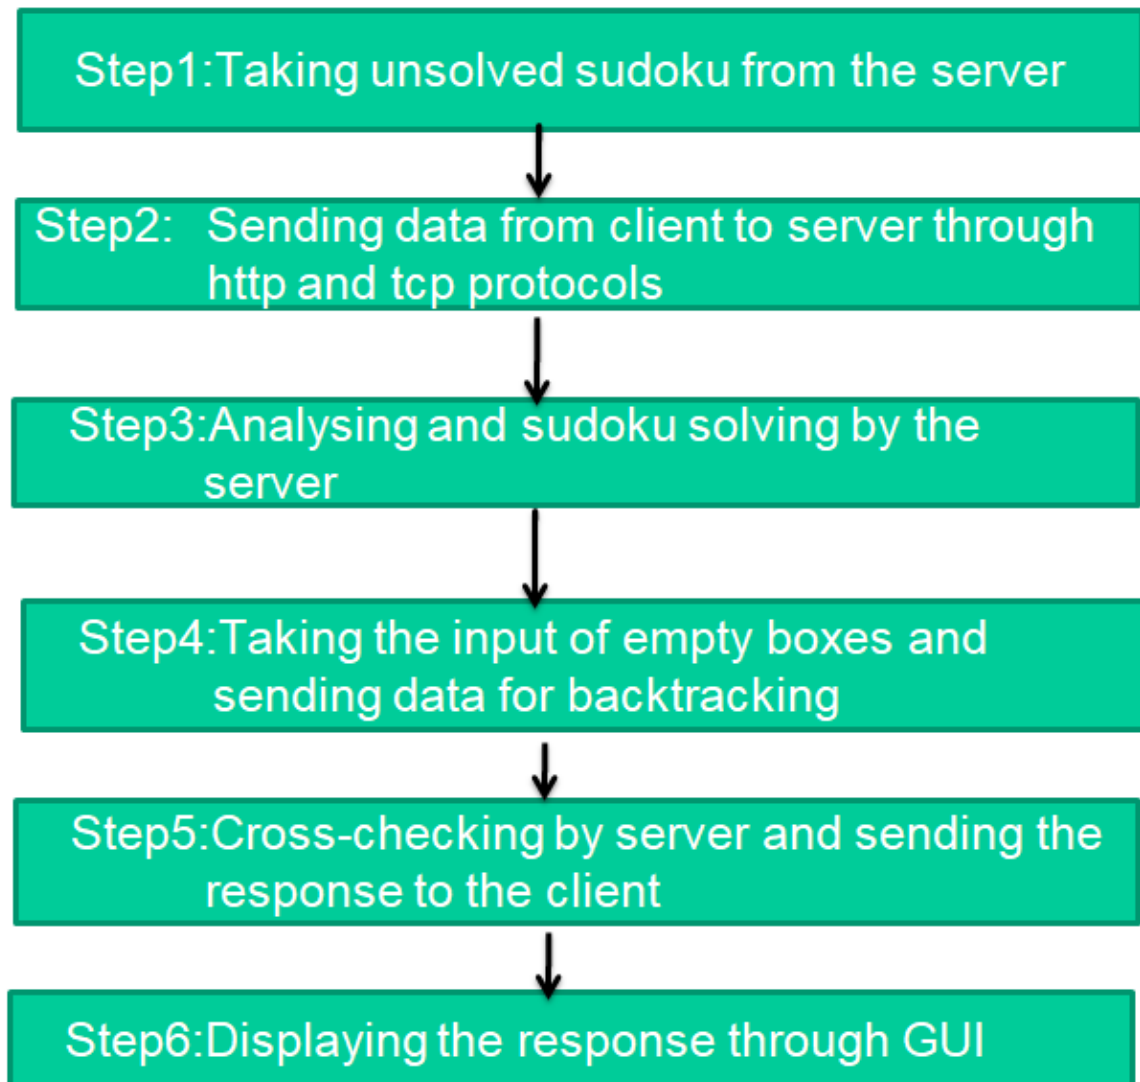 Step1:Taking unsolved sudoku from the server
Step2: Sending data from client to server through
http and tcp protocols
Step3:Analysing and sudoku solving by the
server
Step4:Taking the input of empty boxes and
sending data for backtracking
Step5:Cross-checking by server and sending the
response to the client
Step6:Displaying the response through GUI